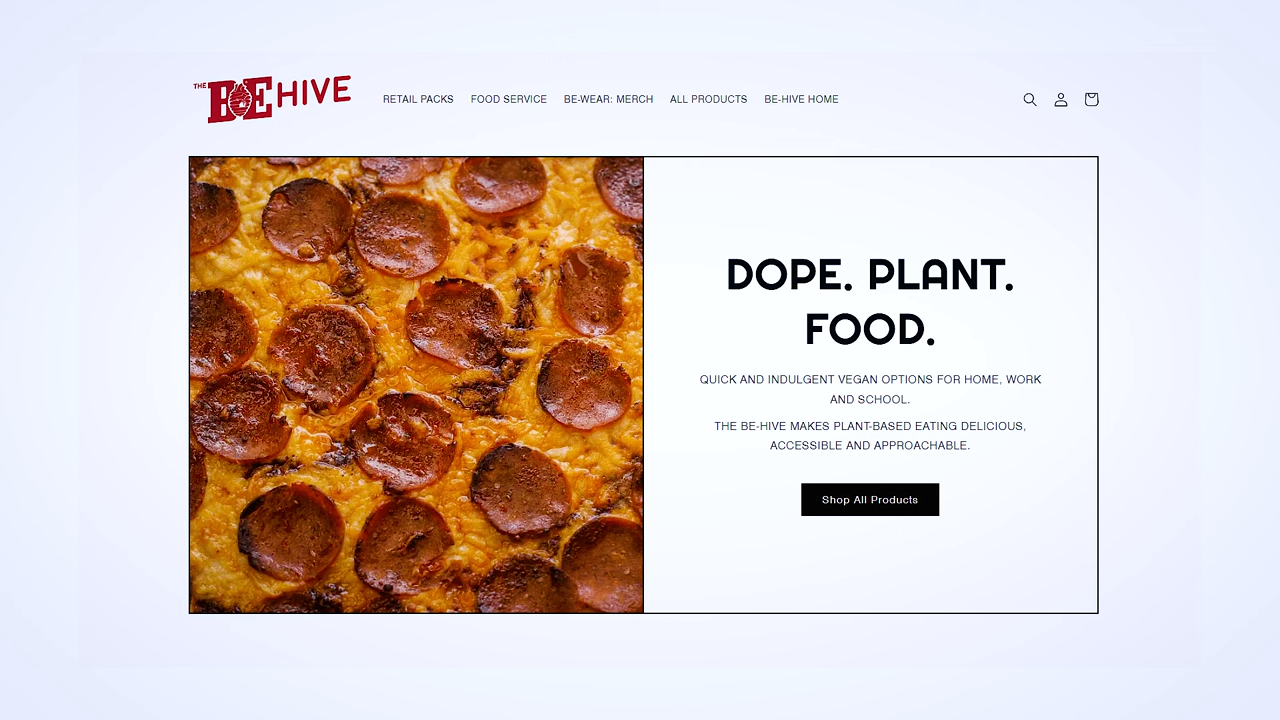 THE BE HIVE
RETAIL PACKS FOOD SERVICE BE-WEAR: MERCH ALL PRODUCTS BE-HIVE HOME
DOPE. PLANT.
FOOD.
QUICK AND INDULGENT VEGAN OPTIONS FOR HOME, WORK
AND SCHOOL.
THE BE-HIVE MAKES PLANT-BASED EATING DELICIOUS,
ACCESSIBLE AND APPROACHABLE.
Shop All Products